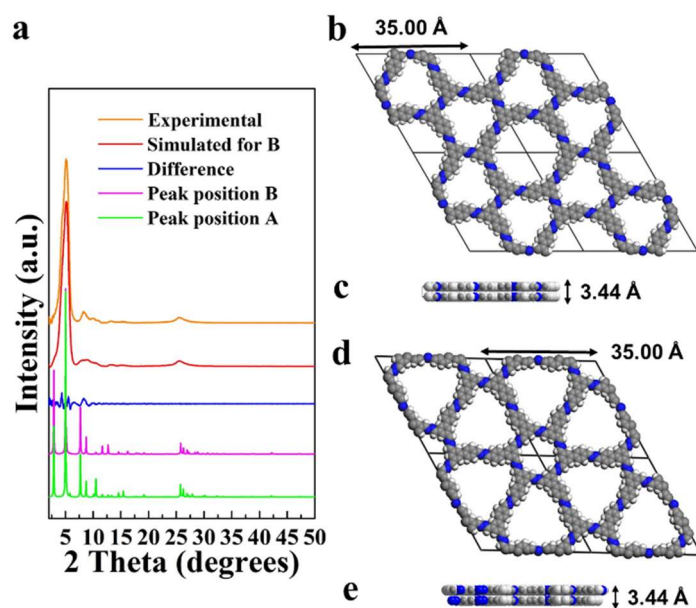 a
Experimental
Simulated for B
Difference
Peak position B
Peak position A
Intensity (a.u.)
5 10 15 20 25 30 35 40 45 50
2 Theta (degrees)
b
35.00 Å
c
3.44 Å
d
35.00 Å
e
3.44 Å